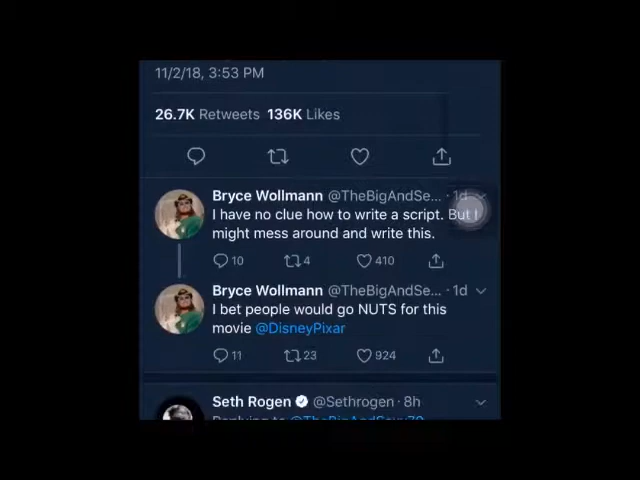 11/2/18, 3:53 PM
26.7K Retweets 136K Likes
Bryce Wollmann @TheBigAndSe... · 1d
I have no clue how to write a script. But I
might mess around and write this.
10 4 410
Bryce Wollmann @TheBigAndSe... · 1d
I bet people would go NUTS for this
movie @DisneyPixar
11 23 924
Seth Rogen @Sethrogen · 8h
Replying to